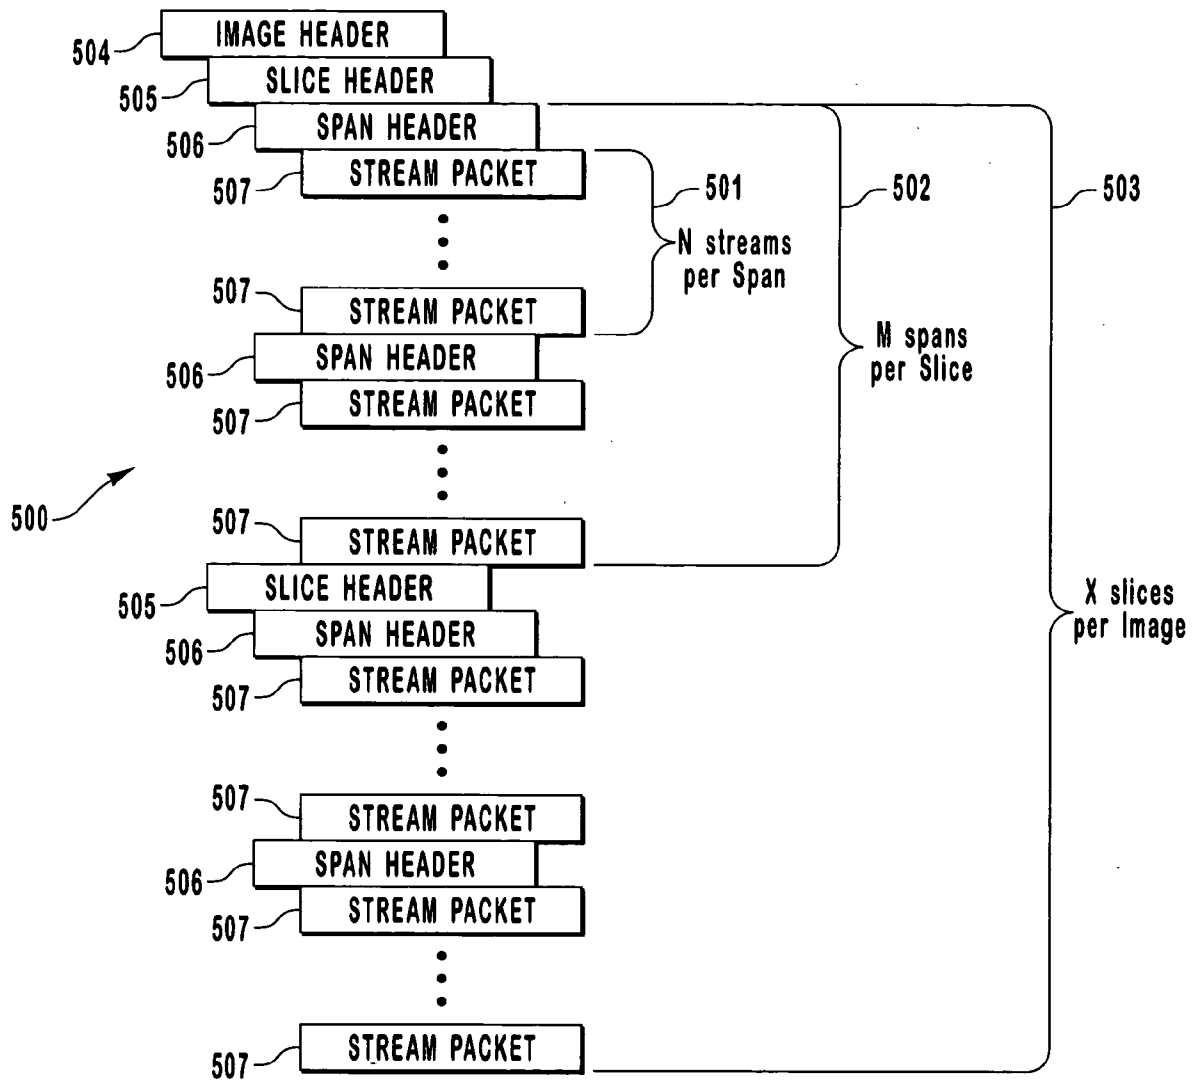 504 IMAGE HEADER
505 SLICE HEADER
506 SPAN HEADER
507 STREAM PACKET
501
502
503
N streams
per Span
507 STREAM PACKET
506 SPAN HEADER
M spans
per Slice
507 STREAM PACKET
500
507 STREAM PACKET
505 SLICE HEADER
X slices
per Image
506 SPAN HEADER
507 STREAM PACKET
507 STREAM PACKET
506 SPAN HEADER
507 STREAM PACKET
507 STREAM PACKET